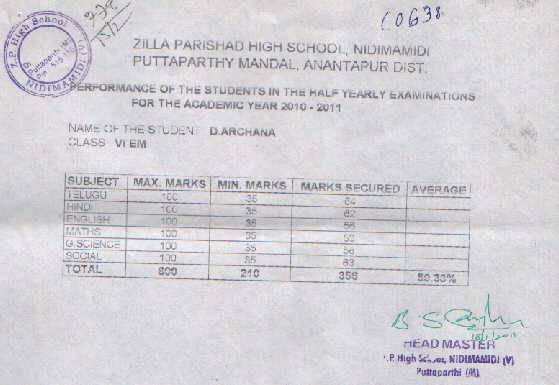 Z.P. High School (V)
Puttaparthi (M)
NIDIMAMIDI
ZILLA PARISHAD HIGH SCHOOL, NIDIMAMIDI
PUTTAPARTHY MANDAL, ANANTAPUR DIST.
PERFORMANCE OF THE STUDENTS IN THE HALF YEARLY EXAMINATIONS
FOR THE ACADEMIC YEAR 2010 - 2011
NAME OF THE STUDENT D.ARCHANA
CLASS VI EM
SUBJECT MAX. MARKS MIN. MARKS MARKS SECURED AVERAGE
TELUGU 100 35 64
HINDI 100 35 62
ENGLISH 100 35
MATHS 100 35
G.SCIENCE 100 35
SOCIAL 100 35 63
TOTAL 600 210 356 59.33%
HEAD MASTER
Z.P. High School, NIDIMAMIDI (V)
Puttaparthi (M)